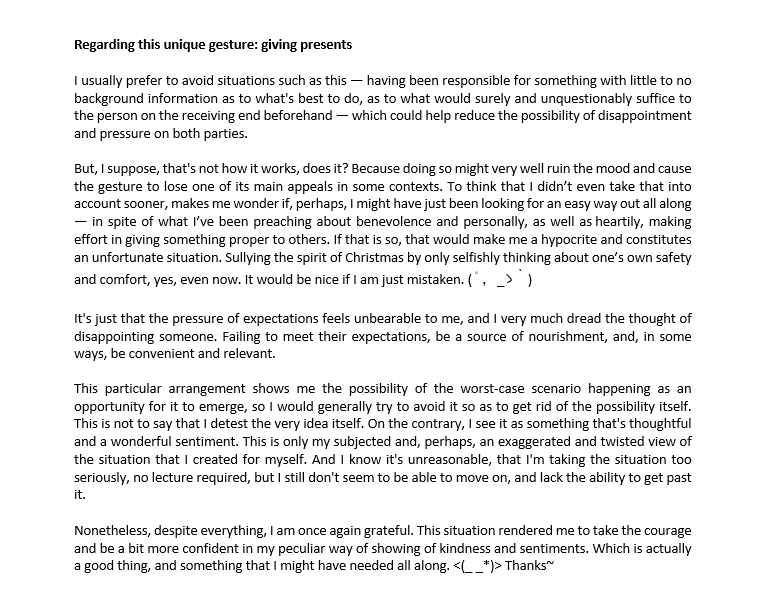 Regarding this unique gesture: giving presents
I usually prefer to avoid situations such as this — having been responsible for something with little to no
background information as to what's best to do, as to what would surely and unquestionably suffice to
the person on the receiving end beforehand — which could help reduce the possibility of disappointment
and pressure on both parties.
But, I suppose, that's not how it works, does it? Because doing so might very well ruin the mood and cause
the gesture to lose one of its main appeals in some contexts. To think that I didn’t even take that into
account sooner, makes me wonder if, perhaps, I might have just been looking for an easy way out all along
— in spite of what I’ve been preaching about benevolence and personally, as well as heartily, making
effort in giving something proper to others. If that is so, that would make me a hypocrite and constitutes
an unfortunate situation. Sullying the spirit of Christmas by only selfishly thinking about one’s own safety
and comfort, yes, even now. It would be nice if I am just mistaken. (゜，_ゝ｀)
It's just that the pressure of expectations feels unbearable to me, and I very much dread the thought of
disappointing someone. Failing to meet their expectations, be a source of nourishment, and, in some
ways, be convenient and relevant.
This particular arrangement shows me the possibility of the worst-case scenario happening as an
opportunity for it to emerge, so I would generally try to avoid it so as to get rid of the possibility itself.
This is not to say that I detest the very idea itself. On the contrary, I see it as something that's thoughtful
and a wonderful sentiment. This is only my subjected and, perhaps, an exaggerated and twisted view of
the situation that I created for myself. And I know it's unreasonable, that I'm taking the situation too
seriously, no lecture required, but I still don't seem to be able to move on, and lack the ability to get past
it.
Nonetheless, despite everything, I am once again grateful. This situation rendered me to take the courage
and be a bit more confident in my peculiar way of showing of kindness and sentiments. Which is actually
a good thing, and something that I might have needed all along. <(_ _*)> Thanks~